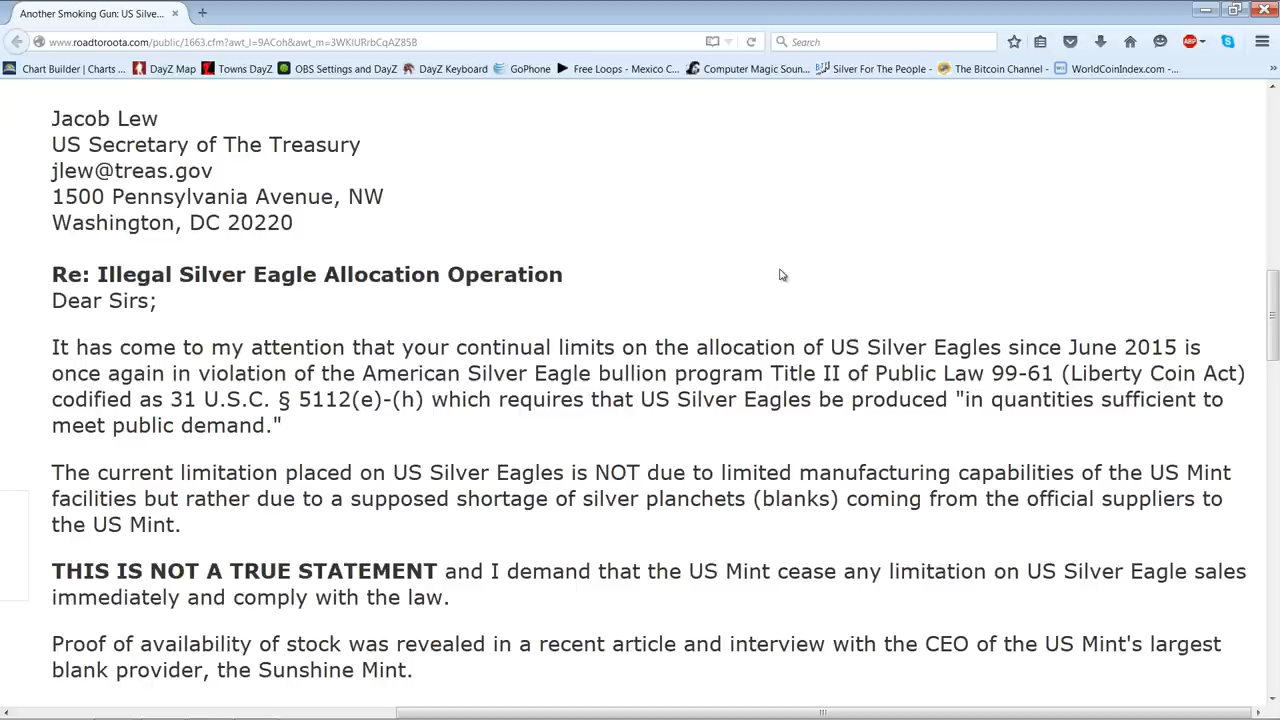 Another Smoking Gun: US Silve...
www.roadtoroota.com/public/1663.cfm?awt_l=9ACoh&awt_m=3WKIURrbCqAZ85B
Search
Chart Builder | Charts ... DayZ Map Towns DayZ OBS Settings and DayZ DayZ Keyboard GoPhone Free Loops - Mexico C... Computer Magic Soun... Silver For The People - The Bitcoin Channel - WorldCoinIndex.com -...
Jacob Lew
US Secretary of The Treasury
jlew@treas.gov
1500 Pennsylvania Avenue, NW
Washington, DC 20220
Re: Illegal Silver Eagle Allocation Operation
Dear Sirs;
It has come to my attention that your continual limits on the allocation of US Silver Eagles since June 2015 is
once again in violation of the American Silver Eagle bullion program Title II of Public Law 99-61 (Liberty Coin Act)
codified as 31 U.S.C. § 5112(e)-(h) which requires that US Silver Eagles be produced "in quantities sufficient to
meet public demand."
The current limitation placed on US Silver Eagles is NOT due to limited manufacturing capabilities of the US Mint
facilities but rather due to a supposed shortage of silver planchets (blanks) coming from the official suppliers to
the US Mint.
THIS IS NOT A TRUE STATEMENT and I demand that the US Mint cease any limitation on US Silver Eagle sales
immediately and comply with the law.
Proof of availability of stock was revealed in a recent article and interview with the CEO of the US Mint's largest
blank provider, the Sunshine Mint.